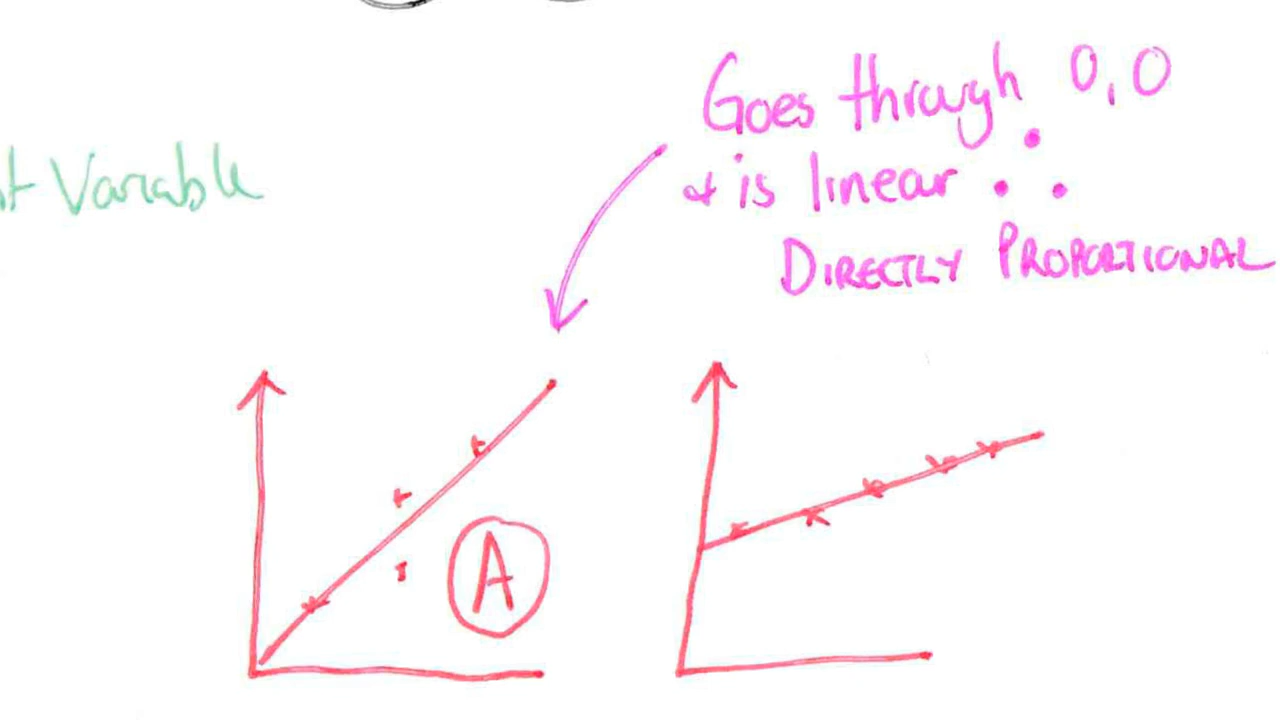 Goes through 0,0
& is linear ∴
DIRECTLY PROPORTIONAL
Variable
A